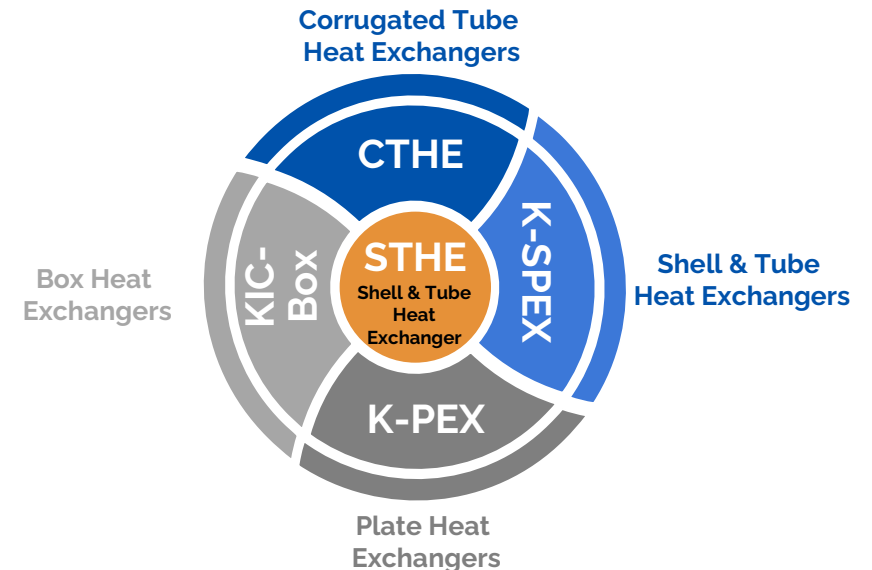 Corrugated Tube
Heat Exchangers
CTHE
K-SPEX
Shell & Tube
Heat Exchangers
STHE
Shell & Tube
Heat
Exchanger
KIC-
Box
Box Heat
Exchangers
K-PEX
Plate Heat
Exchangers